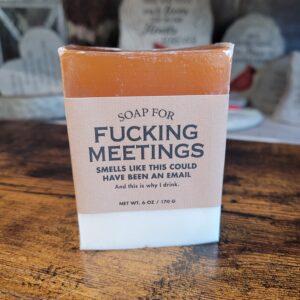 SOAP FOR
FUCKING
MEETINGS
SMELLS LIKE THIS COULD
HAVE BEEN AN EMAIL
And this is why I drink.
NET WT. 6 OZ / 170 G